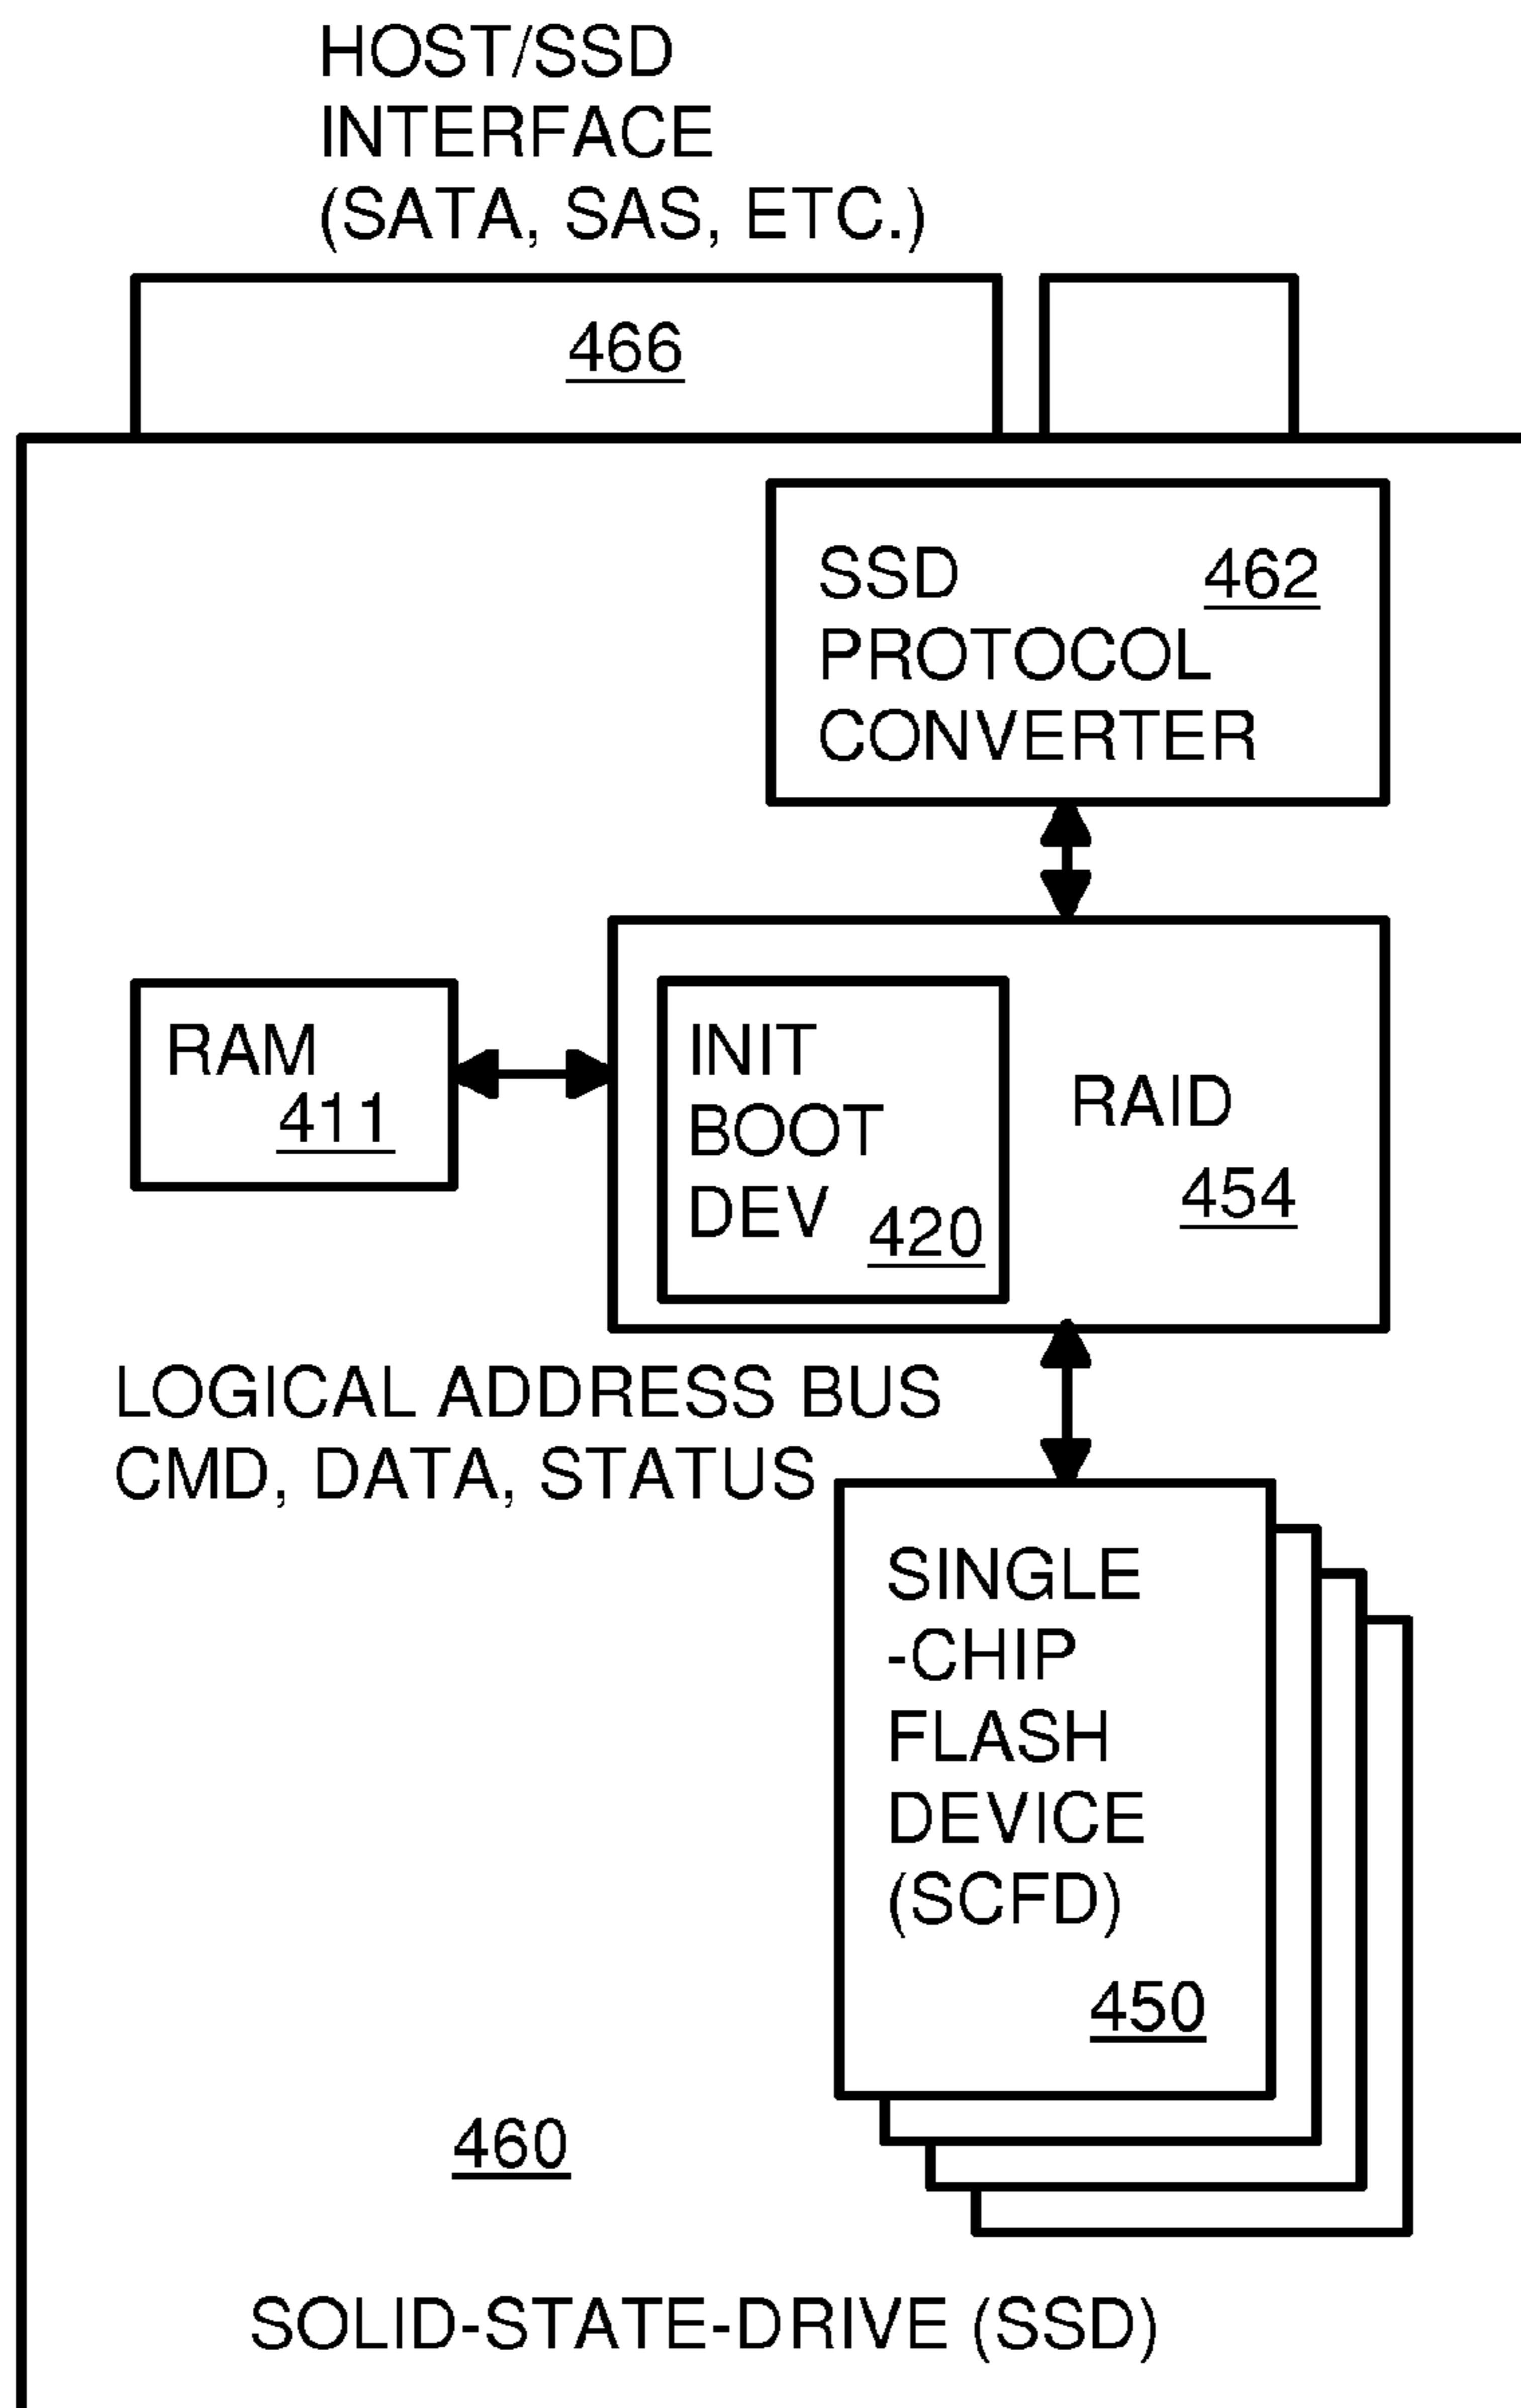 HOST/SSD
INTERFACE
(SATA, SAS, ETC.)
466
SSD 462
PROTOCOL
CONVERTER
RAM
411
INIT
BOOT
DEV
420
RAID
454
LOGICAL ADDRESS BUS
CMD, DATA, STATUS
SINGLE
-CHIP
FLASH
DEVICE
(SCFD)
450
460
SOLID-STATE-DRIVE (SSD)